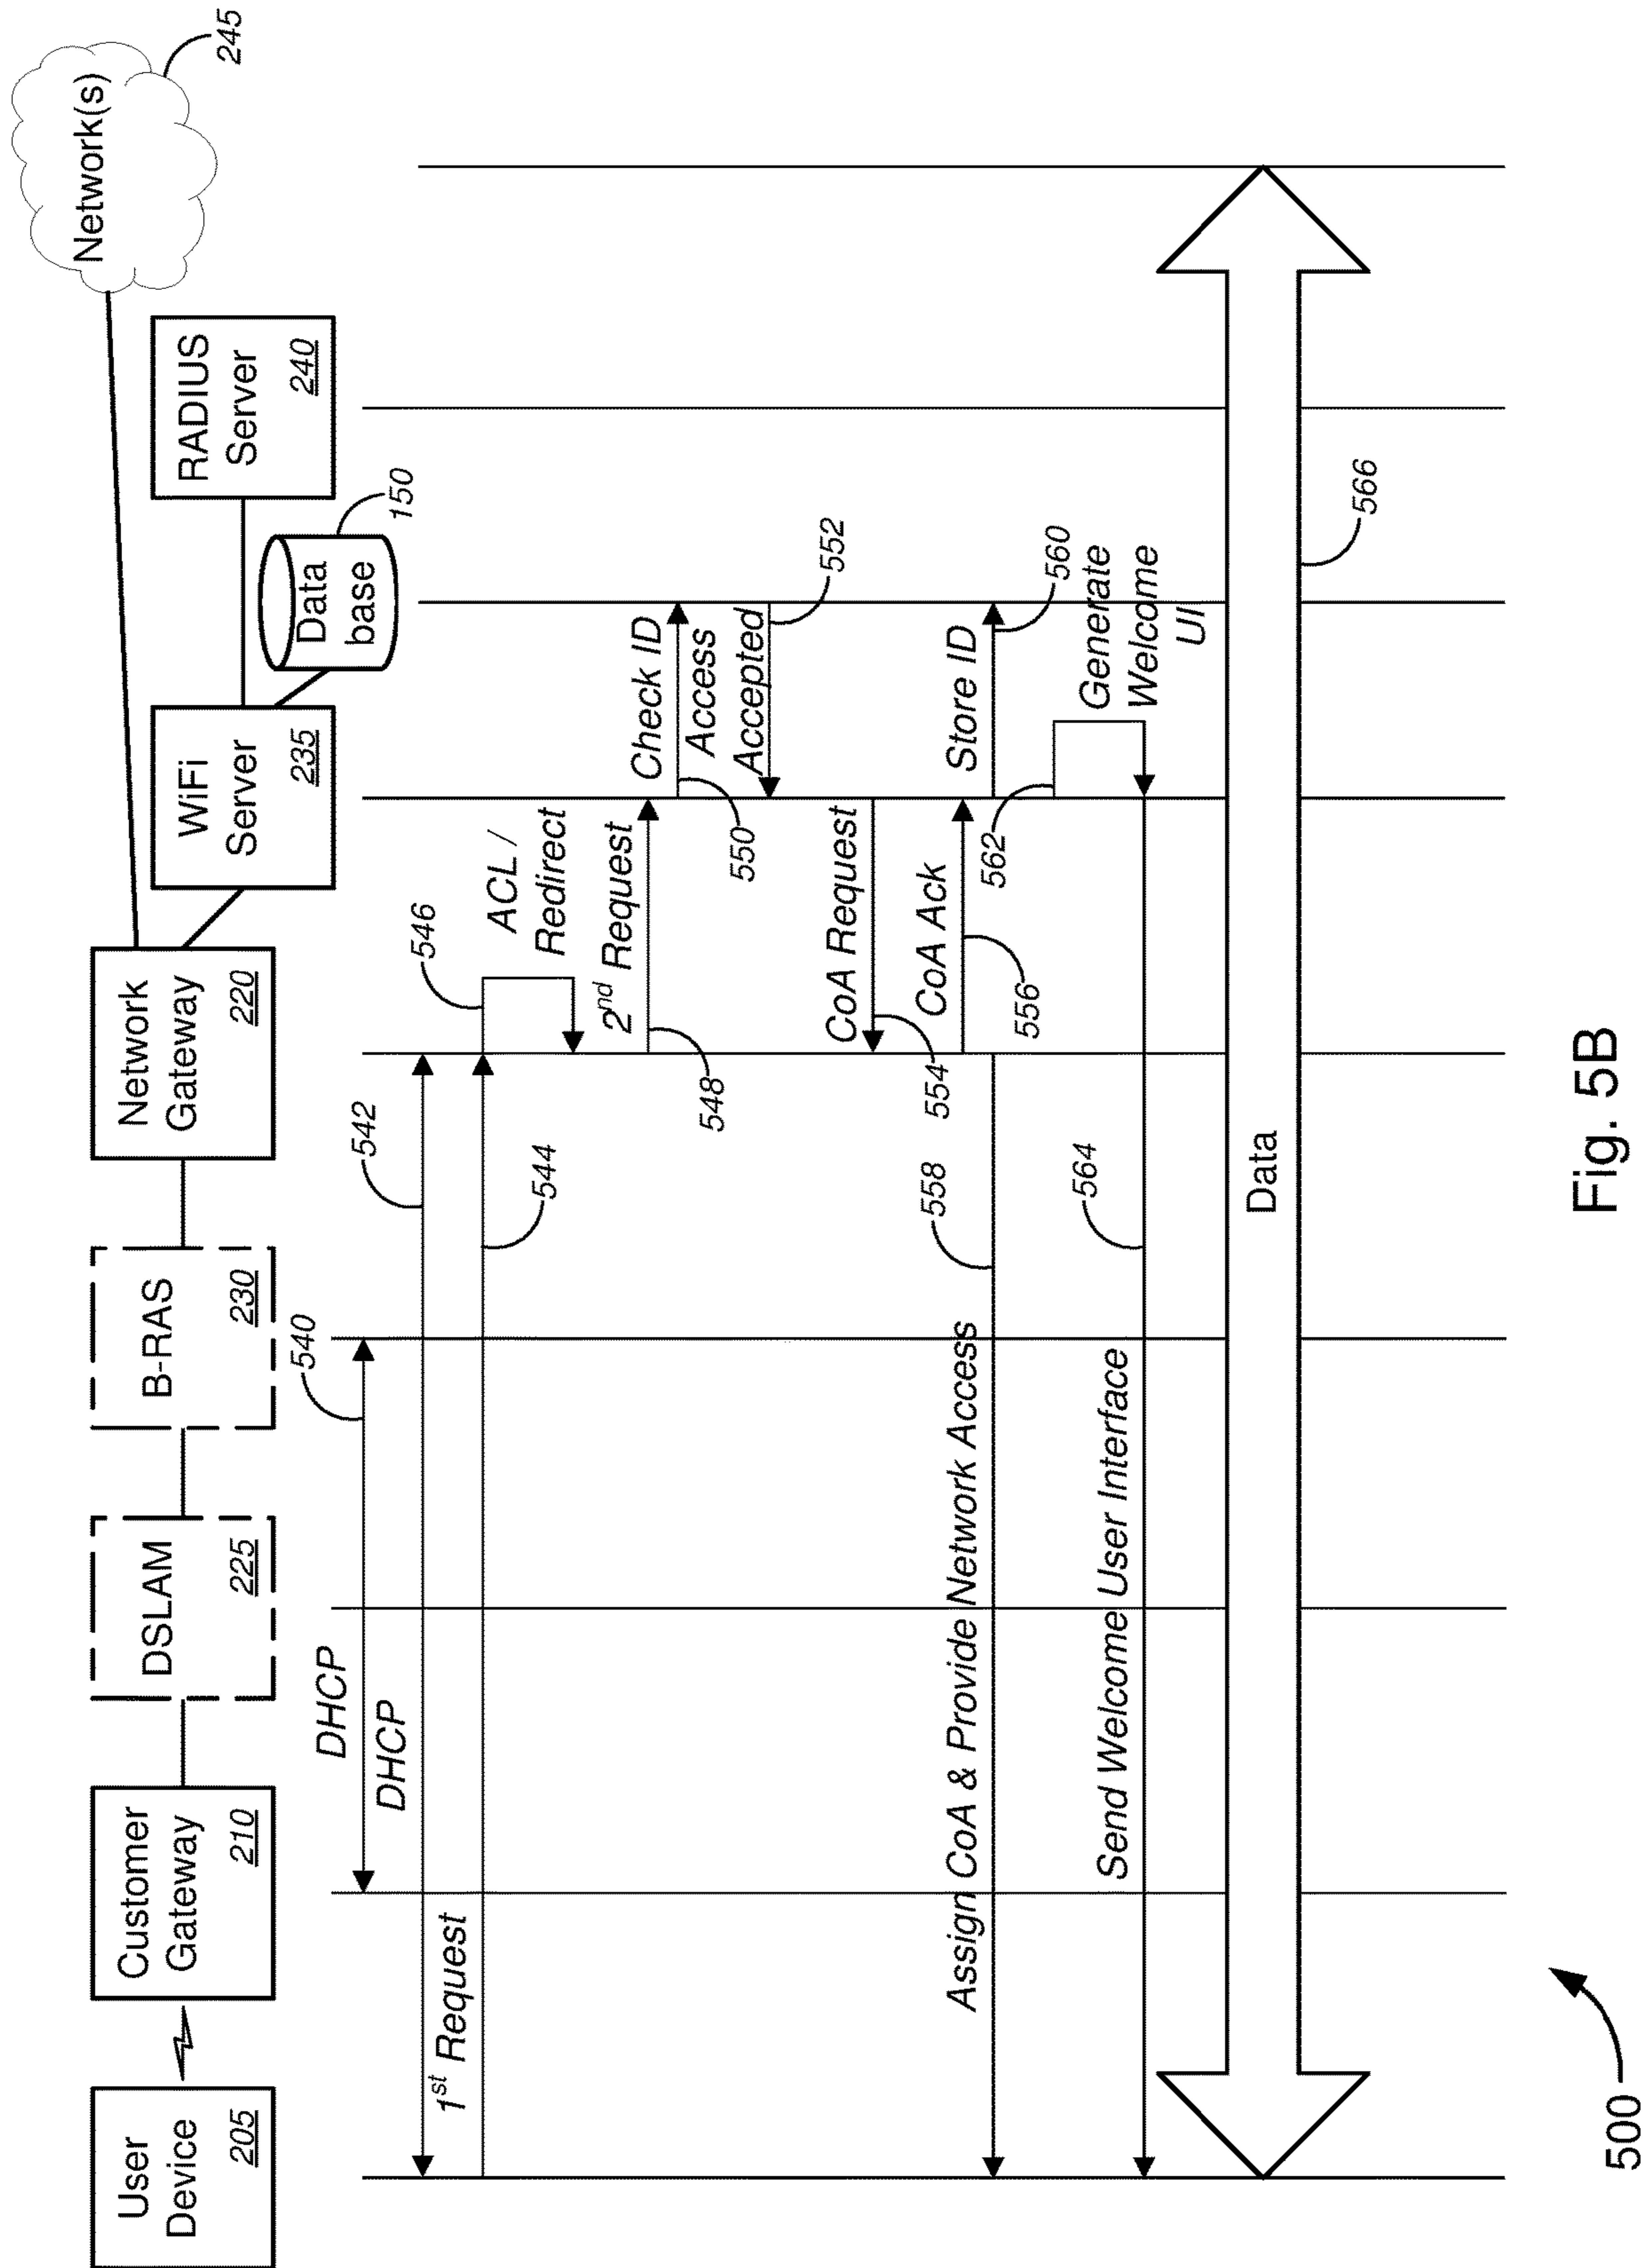 User
Device
205
Customer
Gateway
210
DSLAM
225
B-RAS
230
Network
Gateway
220
WiFi
Server
235
Data
base
150
RADIUS
Server
240
Network(s)
245
DHCP
540
DHCP
542
1st Request
544
546
ACL /
Redirect
2nd Request
548
Check ID
550
Access
Accepted
552
CoA Request
554
CoA Ack
556
Assign CoA & Provide Network Access
558
Store ID
560
562
Generate
Welcome
UI
Send Welcome User Interface
564
Data
566
500
Fig. 5B